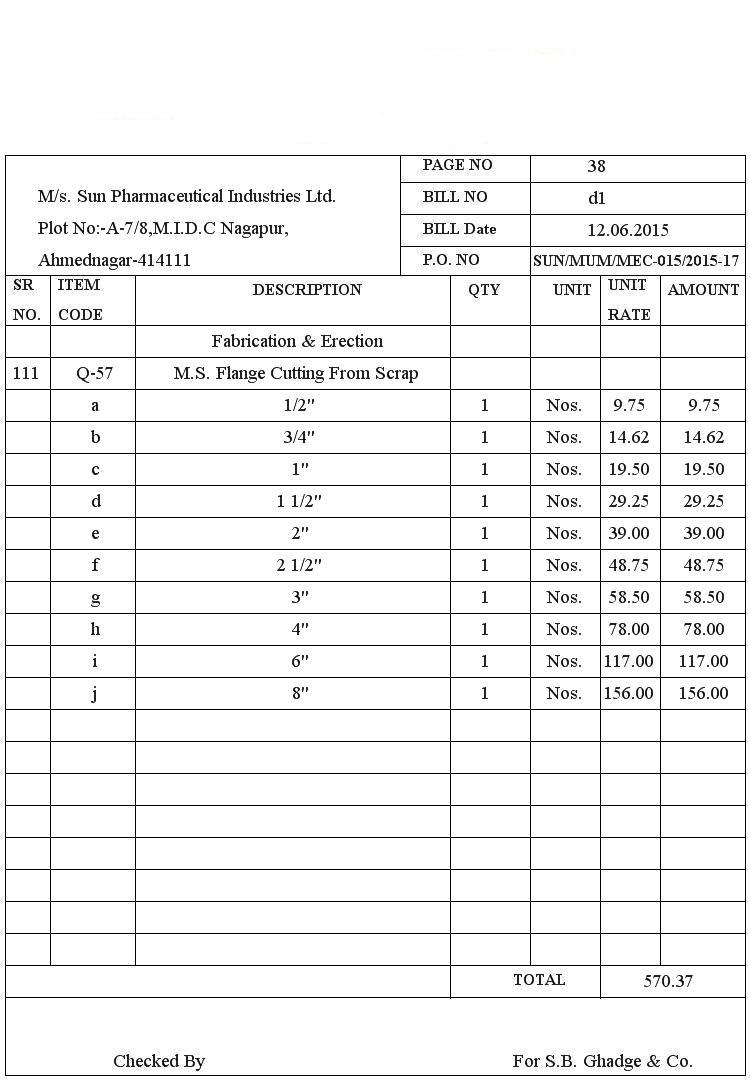 PAGE NO 38
M/s. Sun Pharmaceutical Industries Ltd. BILL NO d1
Plot No:-A-7/8,M.I.D.C Nagapur, BILL Date 12.06.2015
Ahmednagar-414111 P.O. NO SUN/MUM/MEC-015/2015-17
SR NO. ITEM CODE DESCRIPTION QTY UNIT UNIT RATE AMOUNT
Fabrication & Erection
111 Q-57 M.S. Flange Cutting From Scrap
a 1/2" 1 Nos. 9.75 9.75
b 3/4" 1 Nos. 14.62 14.62
c 1" 1 Nos. 19.50 19.50
d 1 1/2" 1 Nos. 29.25 29.25
e 2" 1 Nos. 39.00 39.00
f 2 1/2" 1 Nos. 48.75 48.75
g 3" 1 Nos. 58.50 58.50
h 4" 1 Nos. 78.00 78.00
i 6" 1 Nos. 117.00 117.00
j 8" 1 Nos. 156.00 156.00
TOTAL 570.37
Checked By For S.B. Ghadge & Co.